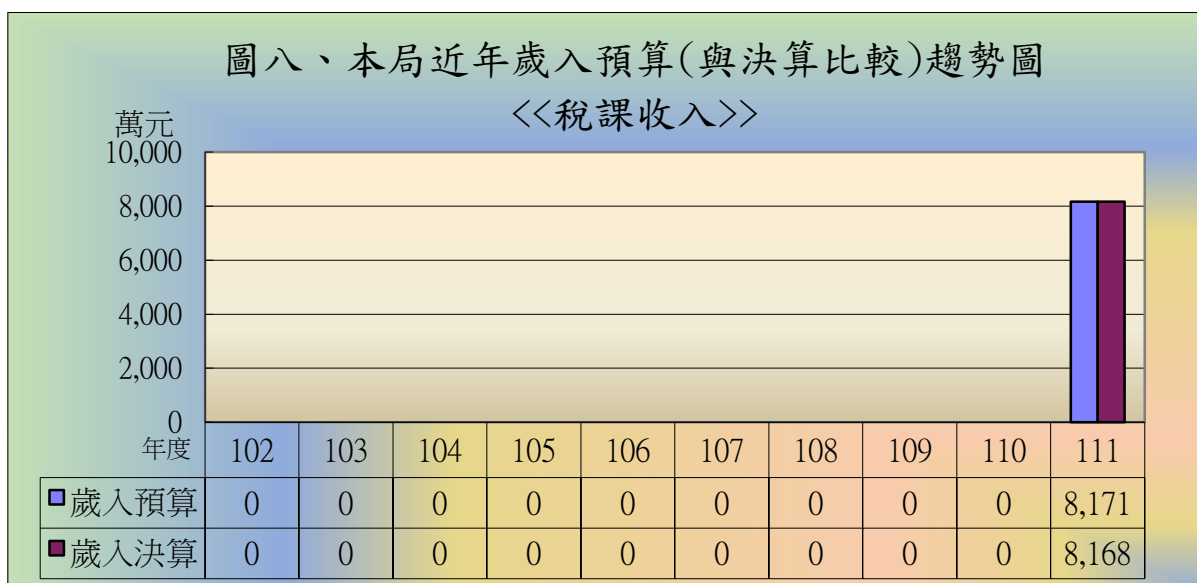 圖八、本局近年歲入預算(與決算比較)趨勢圖
<<稅課收入>>
萬元
10,000
8,000
6,000
4,000
2,000
0
年度 102 103 104 105 106 107 108 109 110 111
歲入預算 0 0 0 0 0 0 0 0 0 8,171
歲入決算 0 0 0 0 0 0 0 0 0 8,168